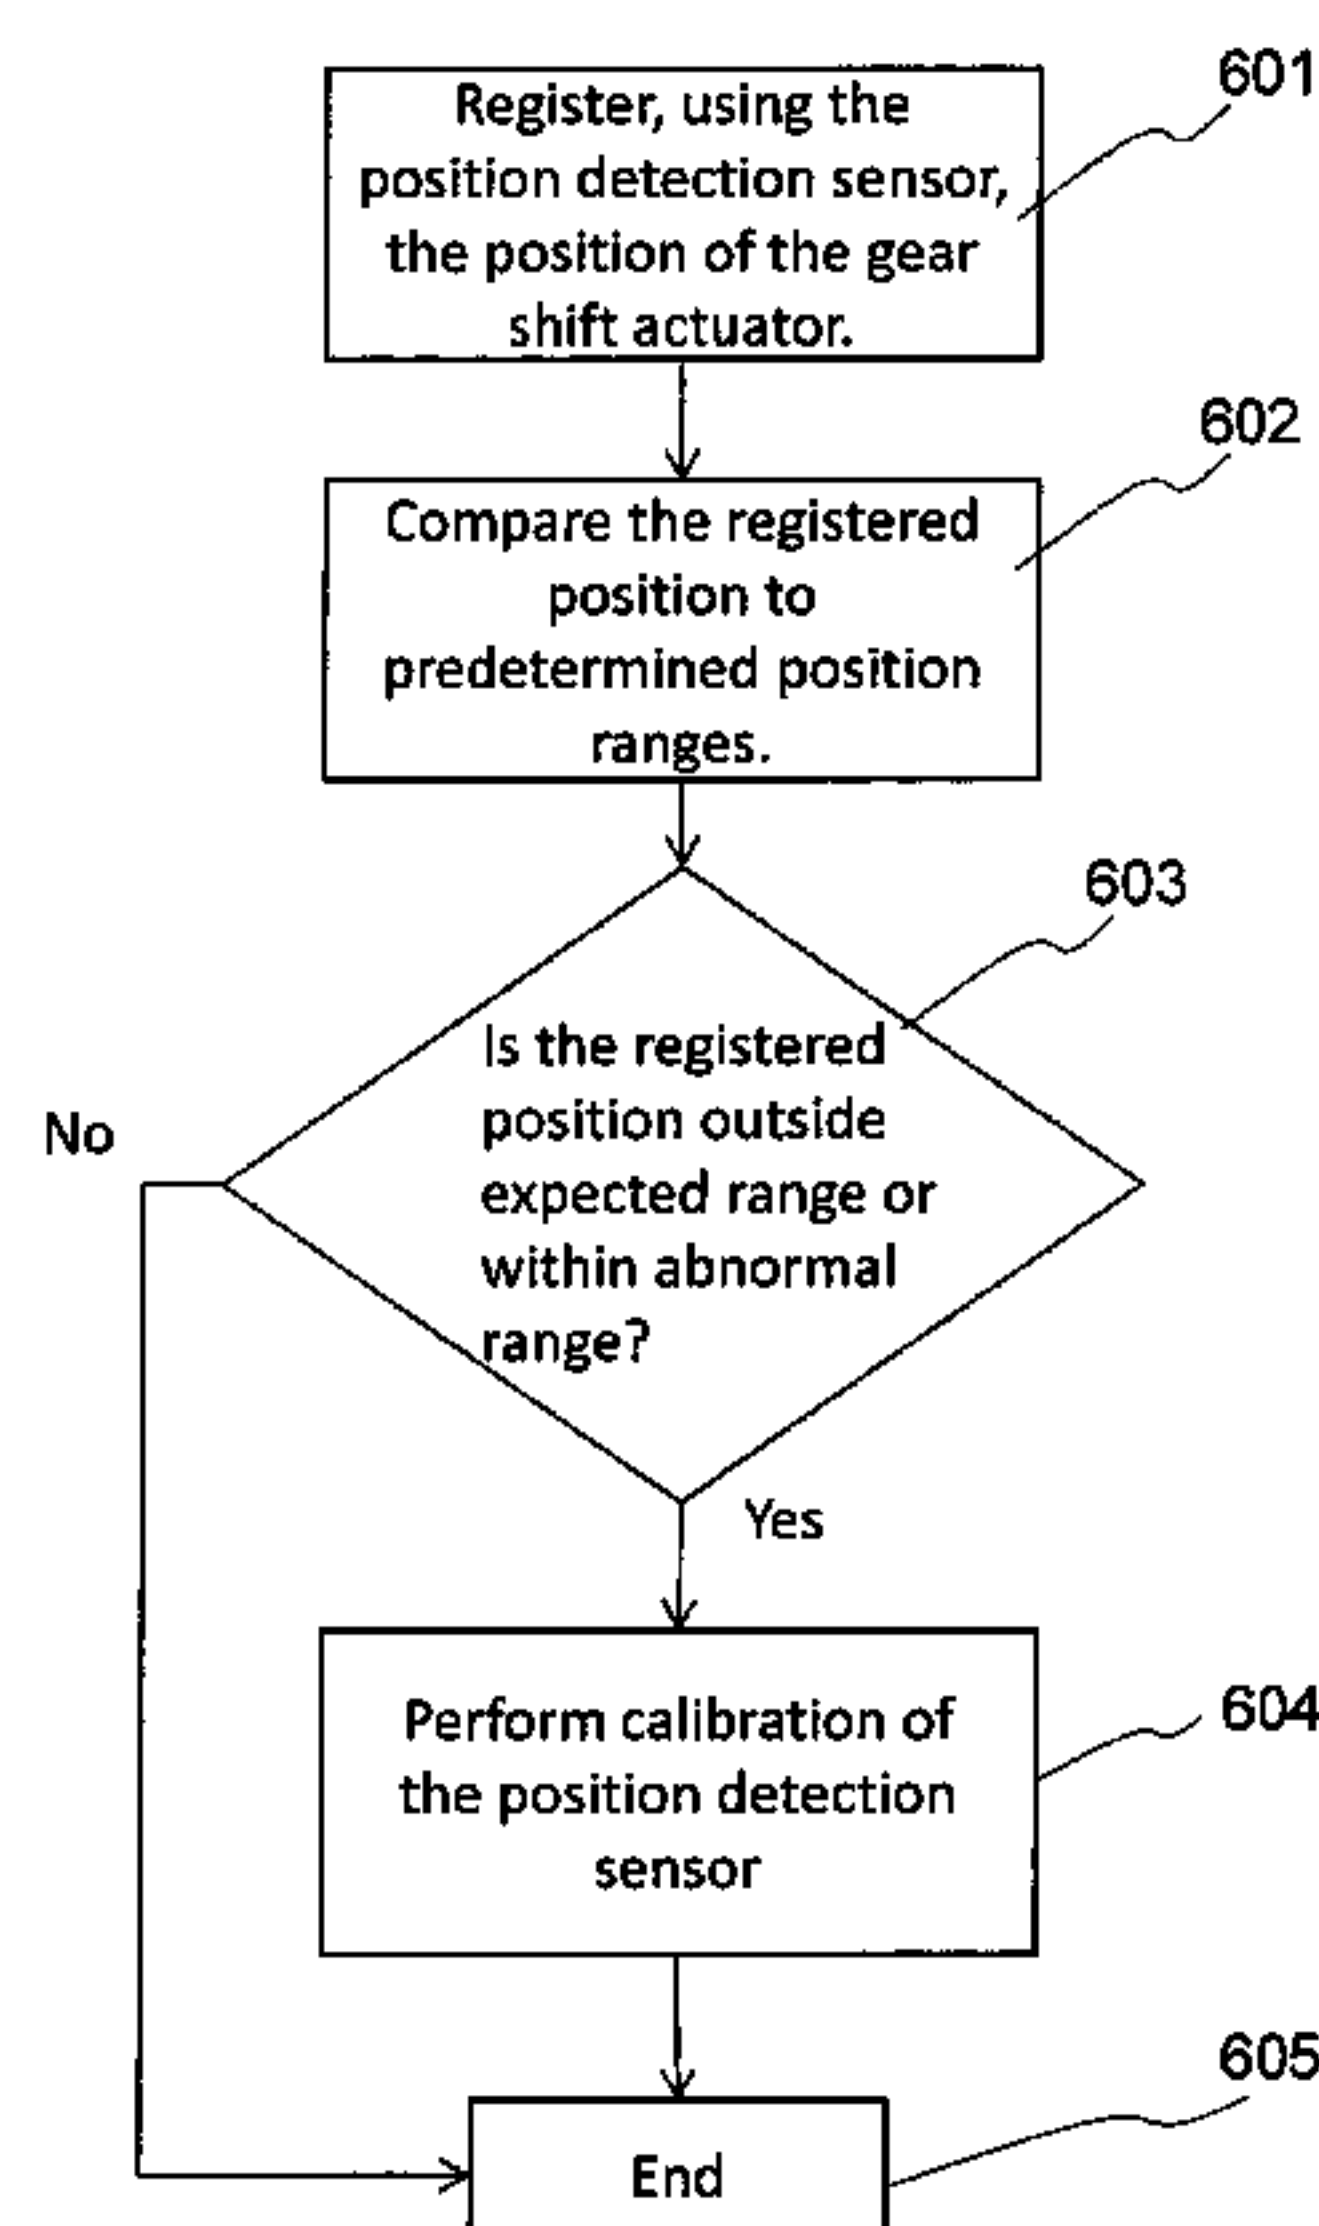 601
Register, using the
position detection sensor,
the position of the gear
shift actuator.
602
Compare the registered
position to
predetermined position
ranges.
603
Is the registered
position outside
expected range or
within abnormal
range?
No
Yes
604
Perform calibration of
the position detection
sensor
605
End